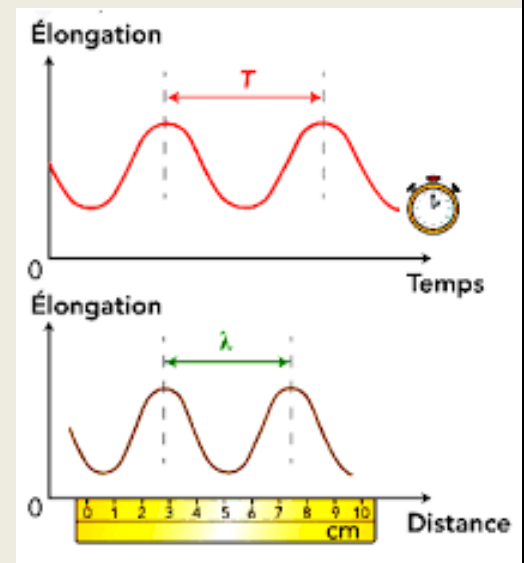 Élongation
T
0
Temps
Élongation
λ
0
0 1 2 3 4 5 6 7 8 9 10
cm
Distance